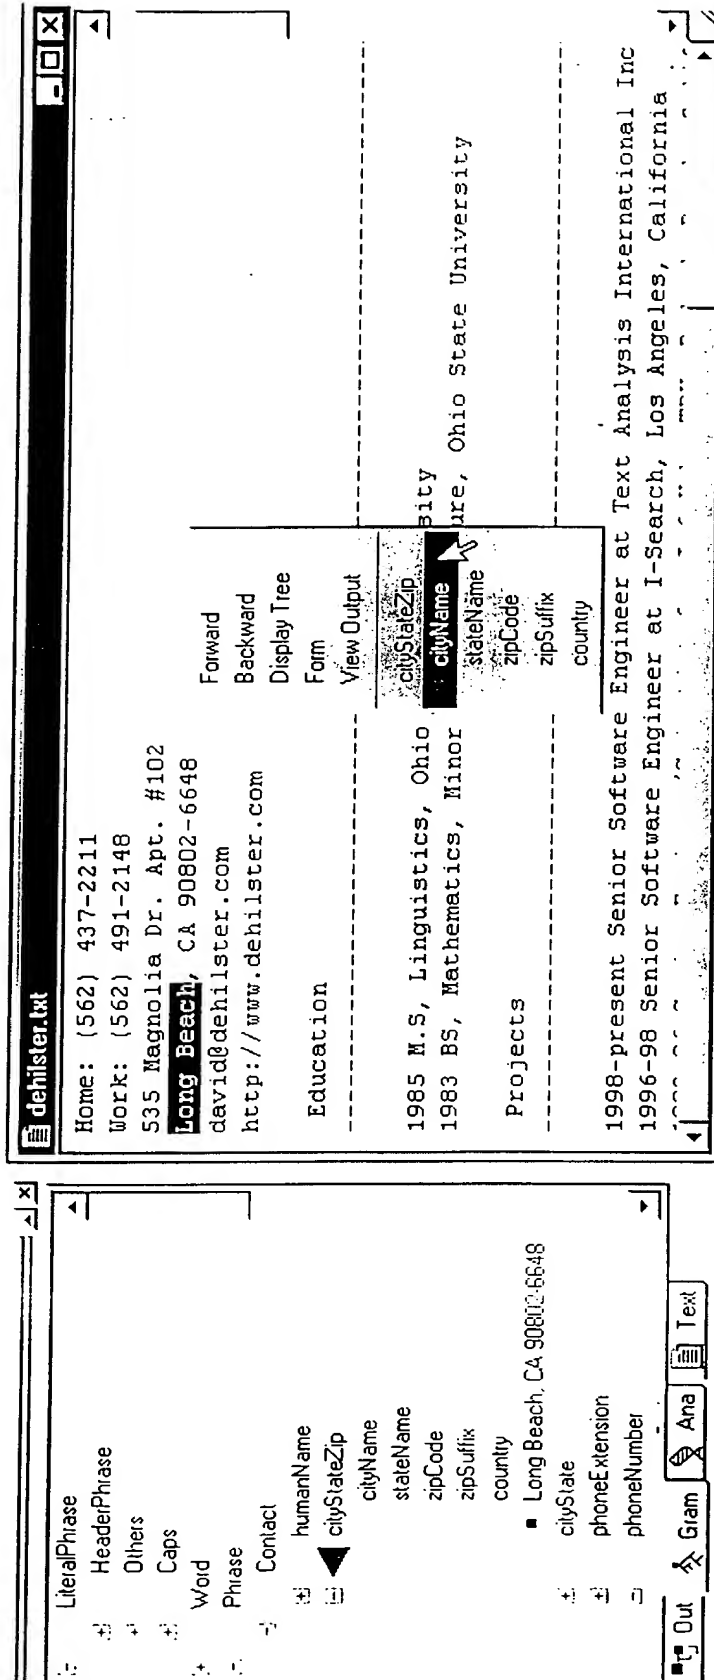 LiteralPhrase
HeaderPhrase
Others
Caps
Word
Phrase
Contact
humanName
cityStateZip
cityName
stateName
zipCode
zipSuffix
country
Long Beach, CA 90802-6648
cityState
phoneExtension
phoneNumber
Out
Gram
Ana
Text
dehilster.txt
Home: (562) 437-2211
Work: (562) 491-2148
535 Magnolia Dr. Apt. #102
Long Beach, CA 90802-6648
david@dehilster.com
http://www.dehilster.com
Education
1985 M.S, Linguistics, Ohio sity
1983 BS, Mathematics, Minor ure, Ohio State University
Projects
1998-present Senior Software Engineer at Text Analysis International Inc
1996-98 Senior Software Engineer at I-Search, Los Angeles, California
Forward
Backward
Display Tree
Form
View Output
cityStateZip
cityName
stateName
zipCode
zipSuffix
country